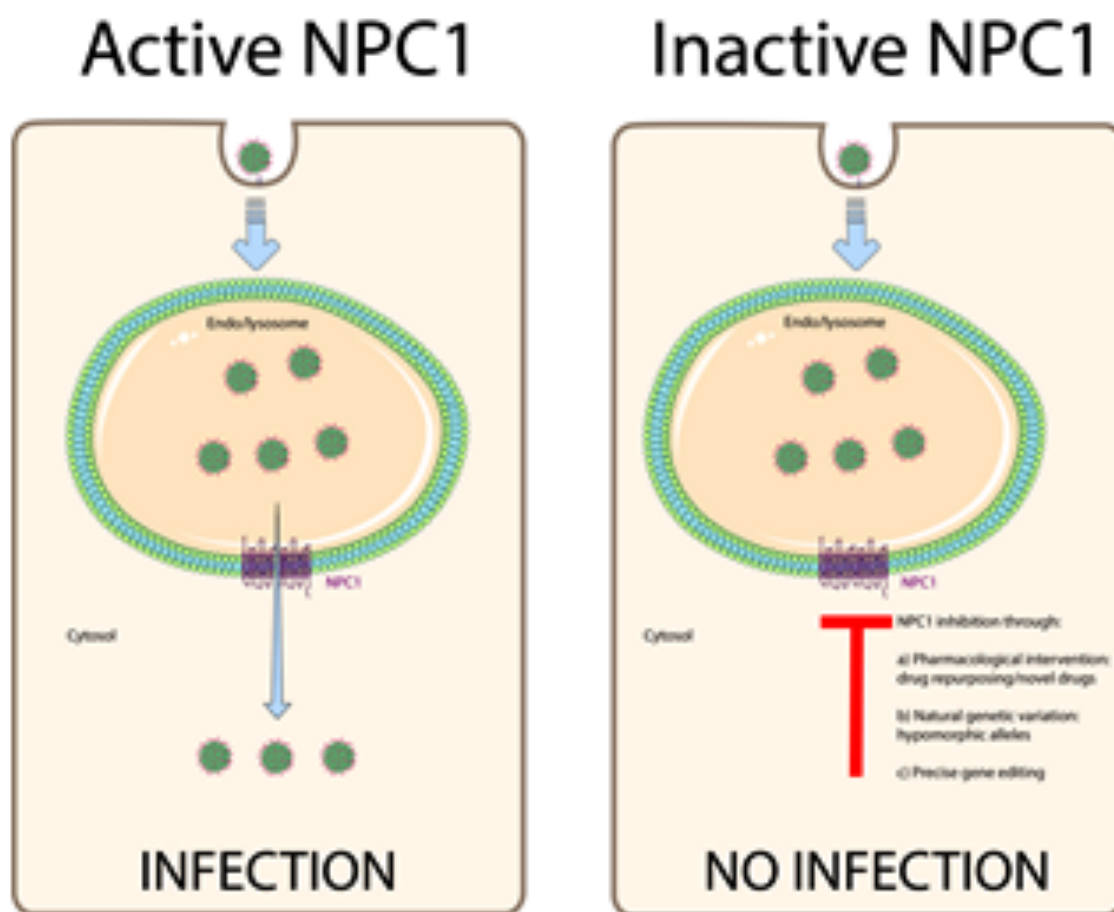 Active NPC1
Inactive NPC1
Endo/lysosome
NPC1
Cytosol
INFECTION
Endo/lysosome
NPC1
Cytosol
NPC1 inhibition through:
a) Pharmacological intervention:
drug repurposing/novel drugs
b) Natural genetic variation:
hypomorphic alleles
c) Precise gene editing
NO INFECTION